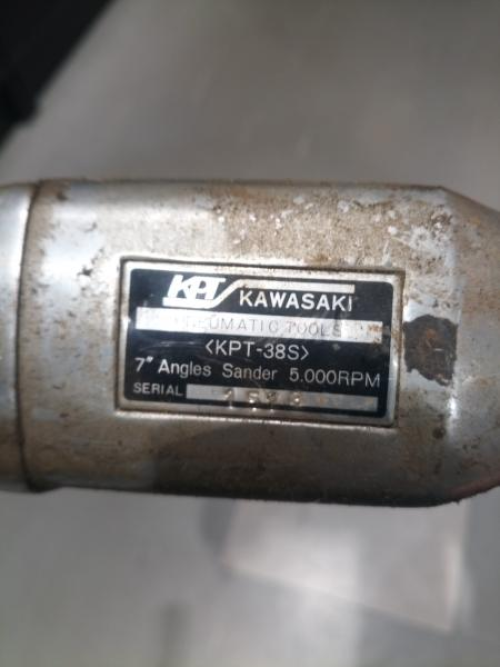 KPT KAWASAKI
PNEUMATIC TOOLS
<KPT-38S>
7" Angles Sander 5.000RPM
SERIAL